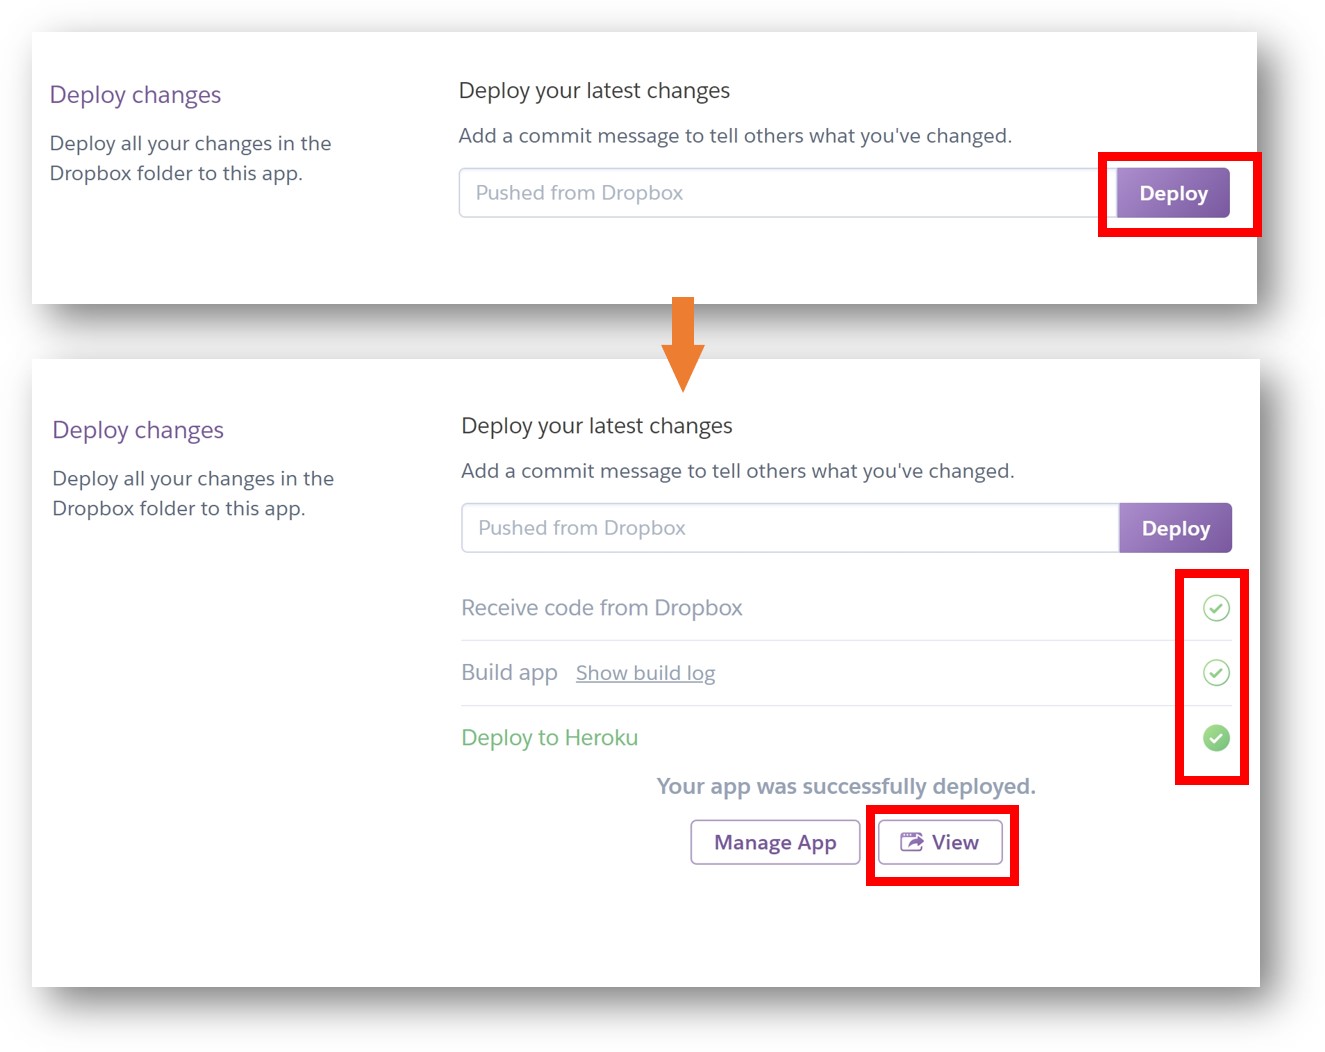 Deploy changes
Deploy all your changes in the
Dropbox folder to this app.
Deploy your latest changes
Add a commit message to tell others what you've changed.
Pushed from Dropbox
Deploy
Deploy changes
Deploy all your changes in the
Dropbox folder to this app.
Deploy your latest changes
Add a commit message to tell others what you've changed.
Pushed from Dropbox
Deploy
Receive code from Dropbox
Build app Show build log
Deploy to Heroku
Your app was successfully deployed.
Manage App
View